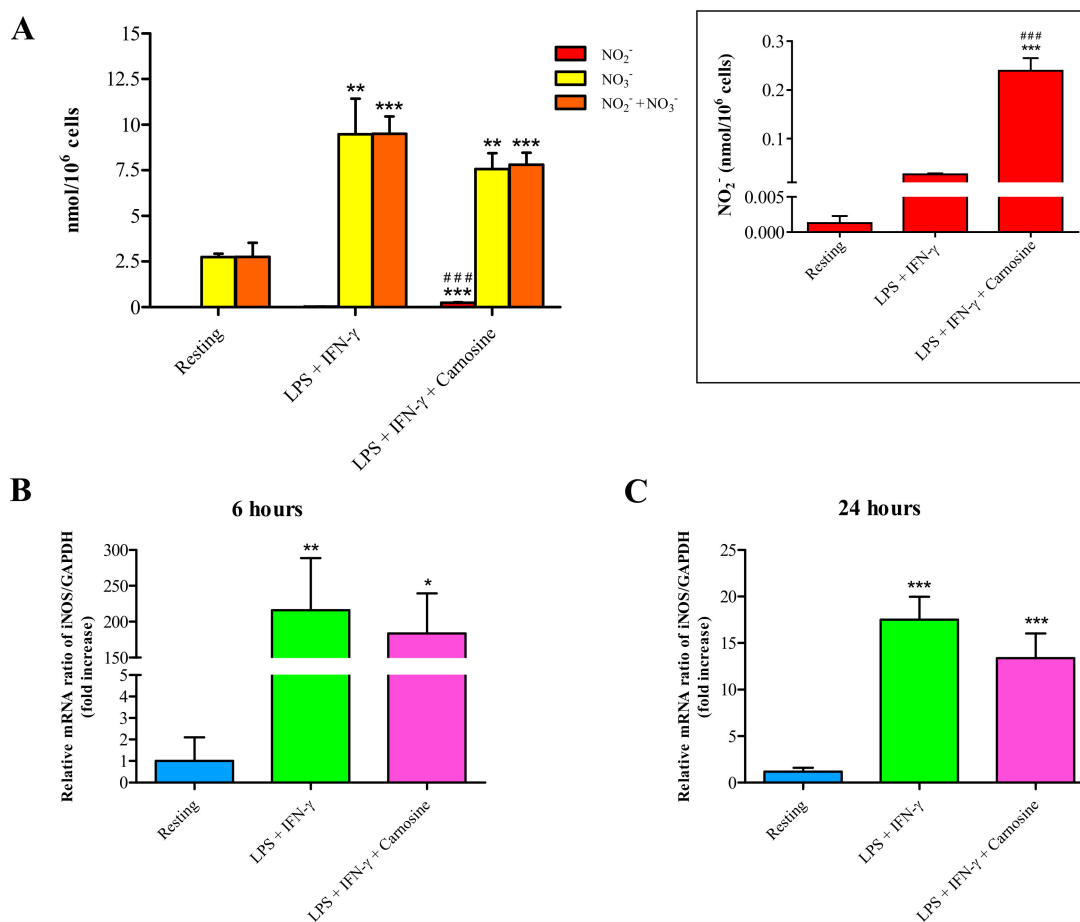 A
nmol/10⁶ cells
15
12.5
10
7.5
5
2.5
0
**
***
**
***
###
***
Resting
LPS + IFN-γ
LPS + IFN-γ + Carnosine
NO₂⁻
NO₃⁻
NO₂⁻ + NO₃⁻
NO₂⁻ (nmol/10⁶ cells)
0.3
0.2
0.1
0.005
0.000
###
***
Resting
LPS + IFN-γ
LPS + IFN-γ + Carnosine
B
6 hours
Relative mRNA ratio of iNOS/GAPDH
(fold increase)
300
250
200
150
5
4
3
2
1
0
**
*
Resting
LPS + IFN-γ
LPS + IFN-γ + Carnosine
C
24 hours
Relative mRNA ratio of iNOS/GAPDH
(fold increase)
25
20
15
10
5
0
***
***
Resting
LPS + IFN-γ
LPS + IFN-γ + Carnosine